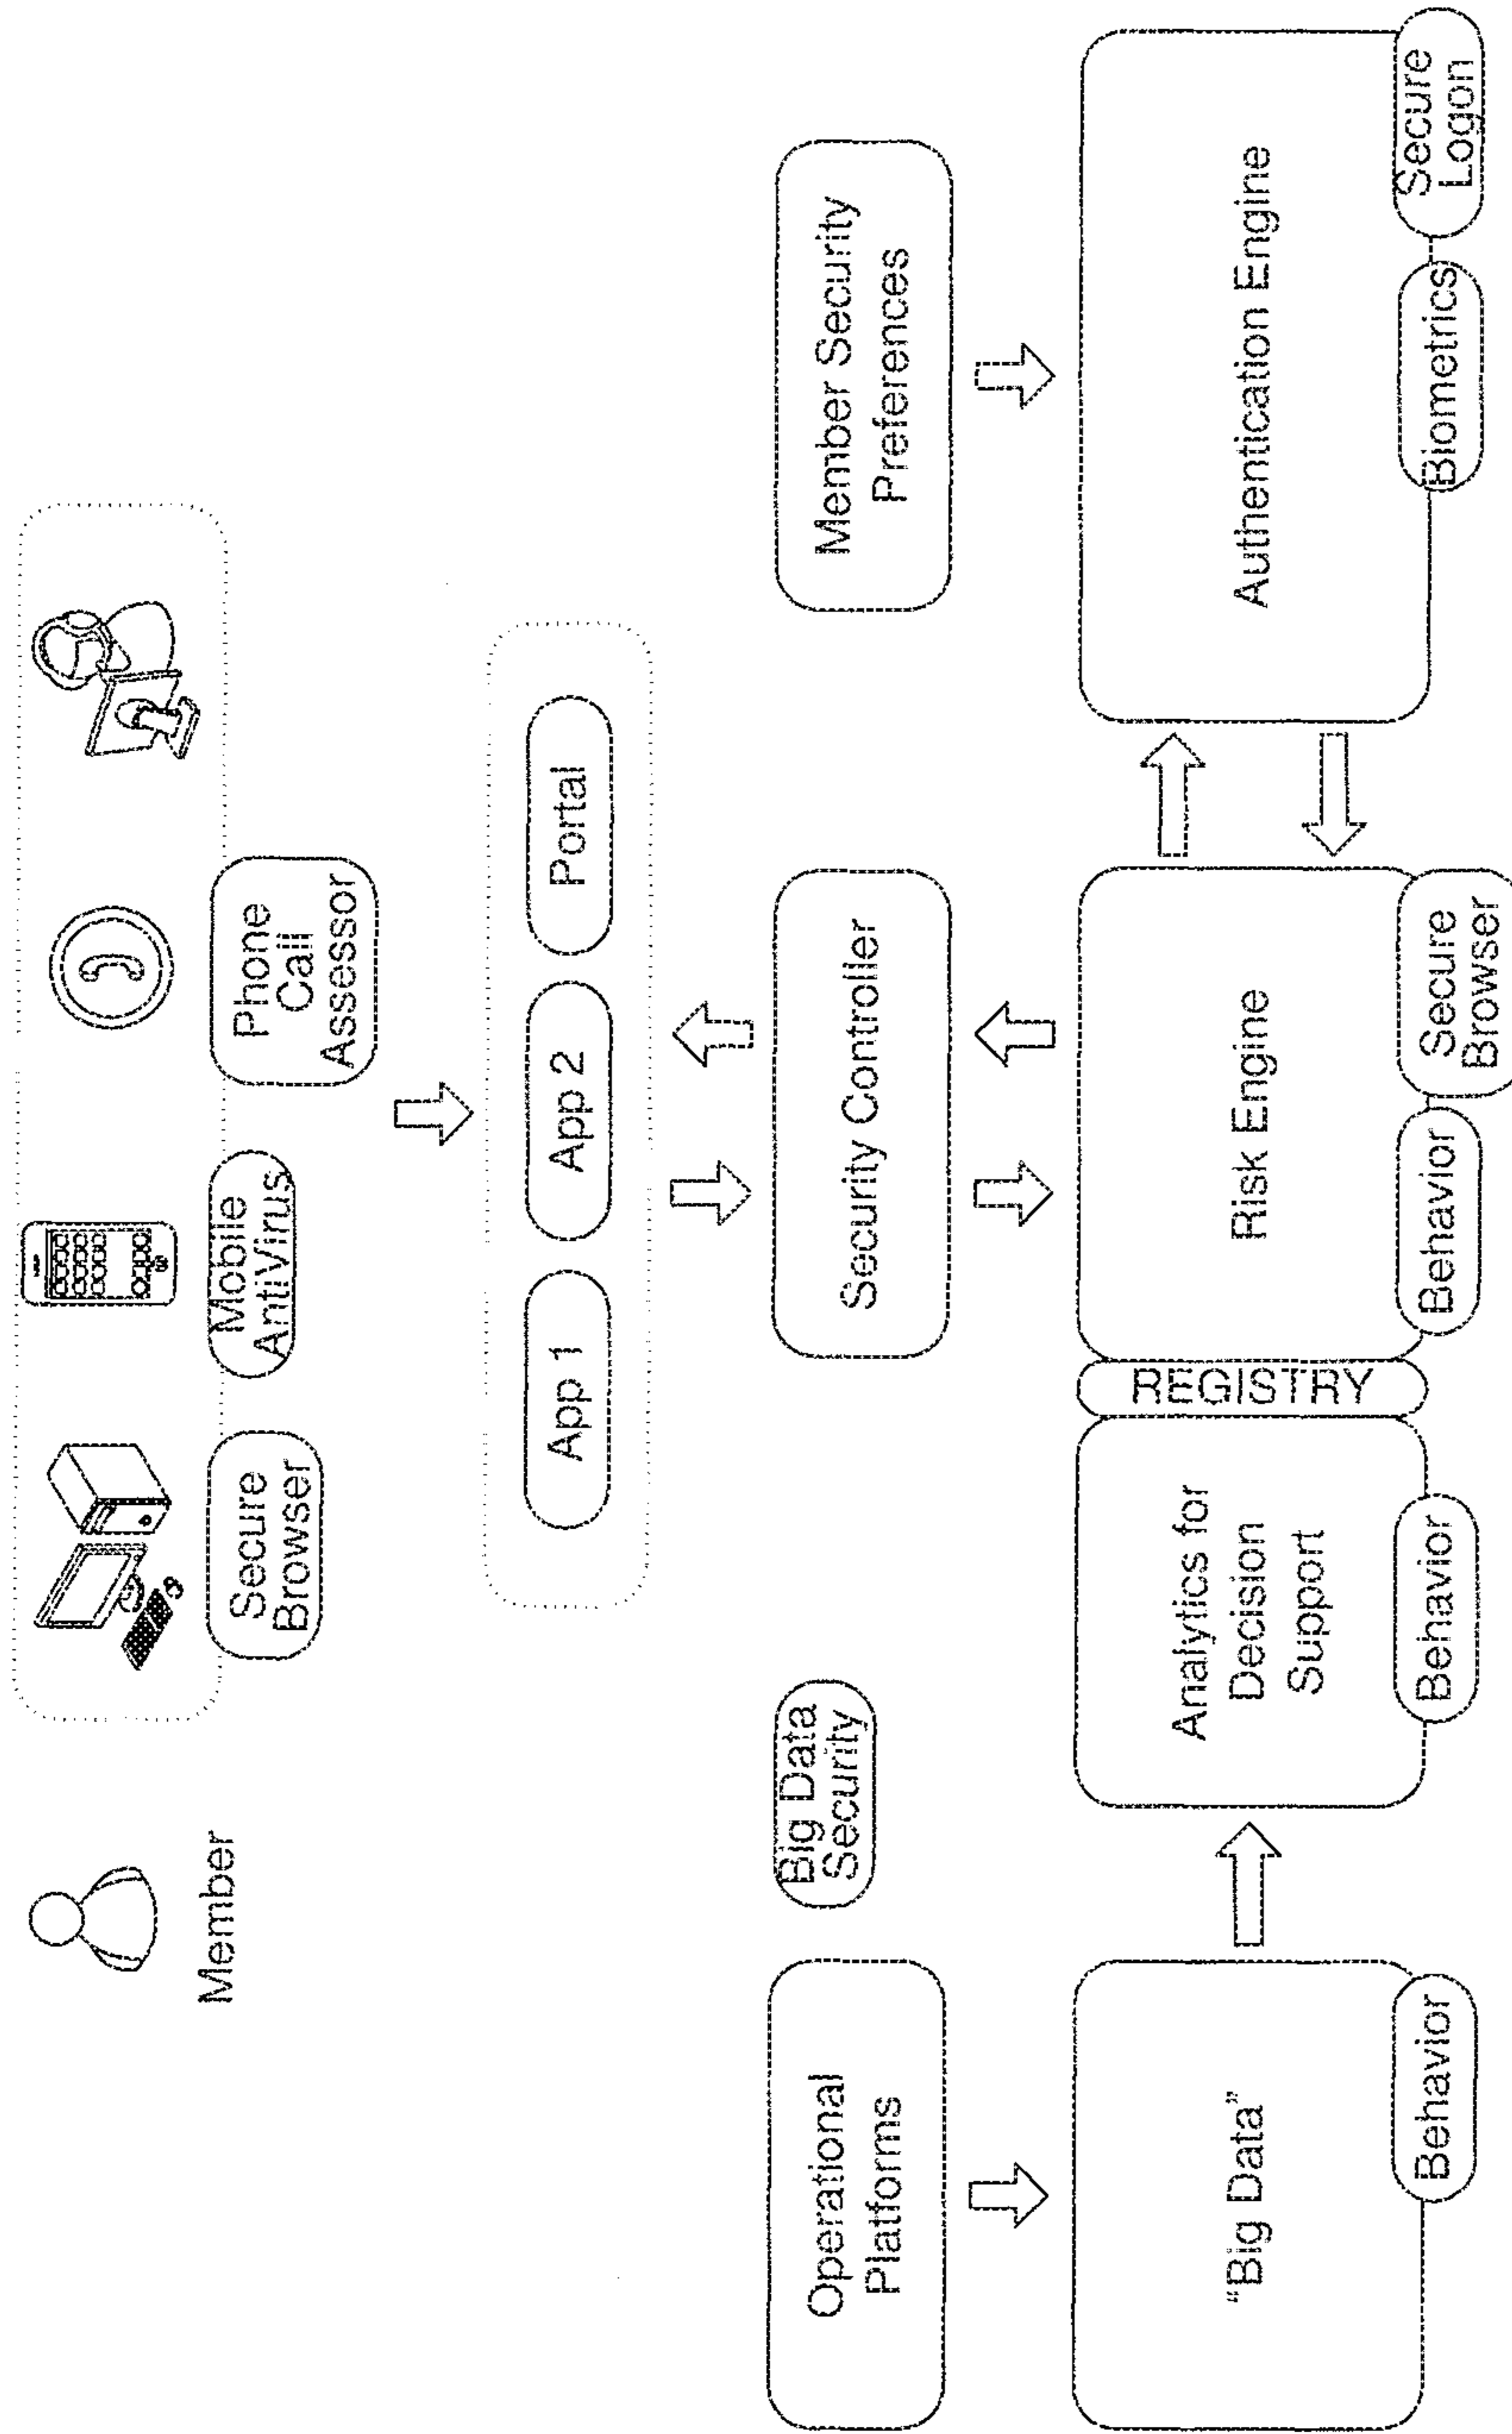 Member
Secure
Browser
Mobile
AntiVirus
Phone
Call
Assessor
App 1
App 2
Portal
Operational
Platforms
Big Data
Security
Security Controller
Member Security
Preferences
"Big Data"
Behavior
Analytics for
Decision
Support
Behavior
REGISTRY
Risk Engine
Behavior
Secure
Browser
Authentication Engine
Biometrics
Secure
Logon